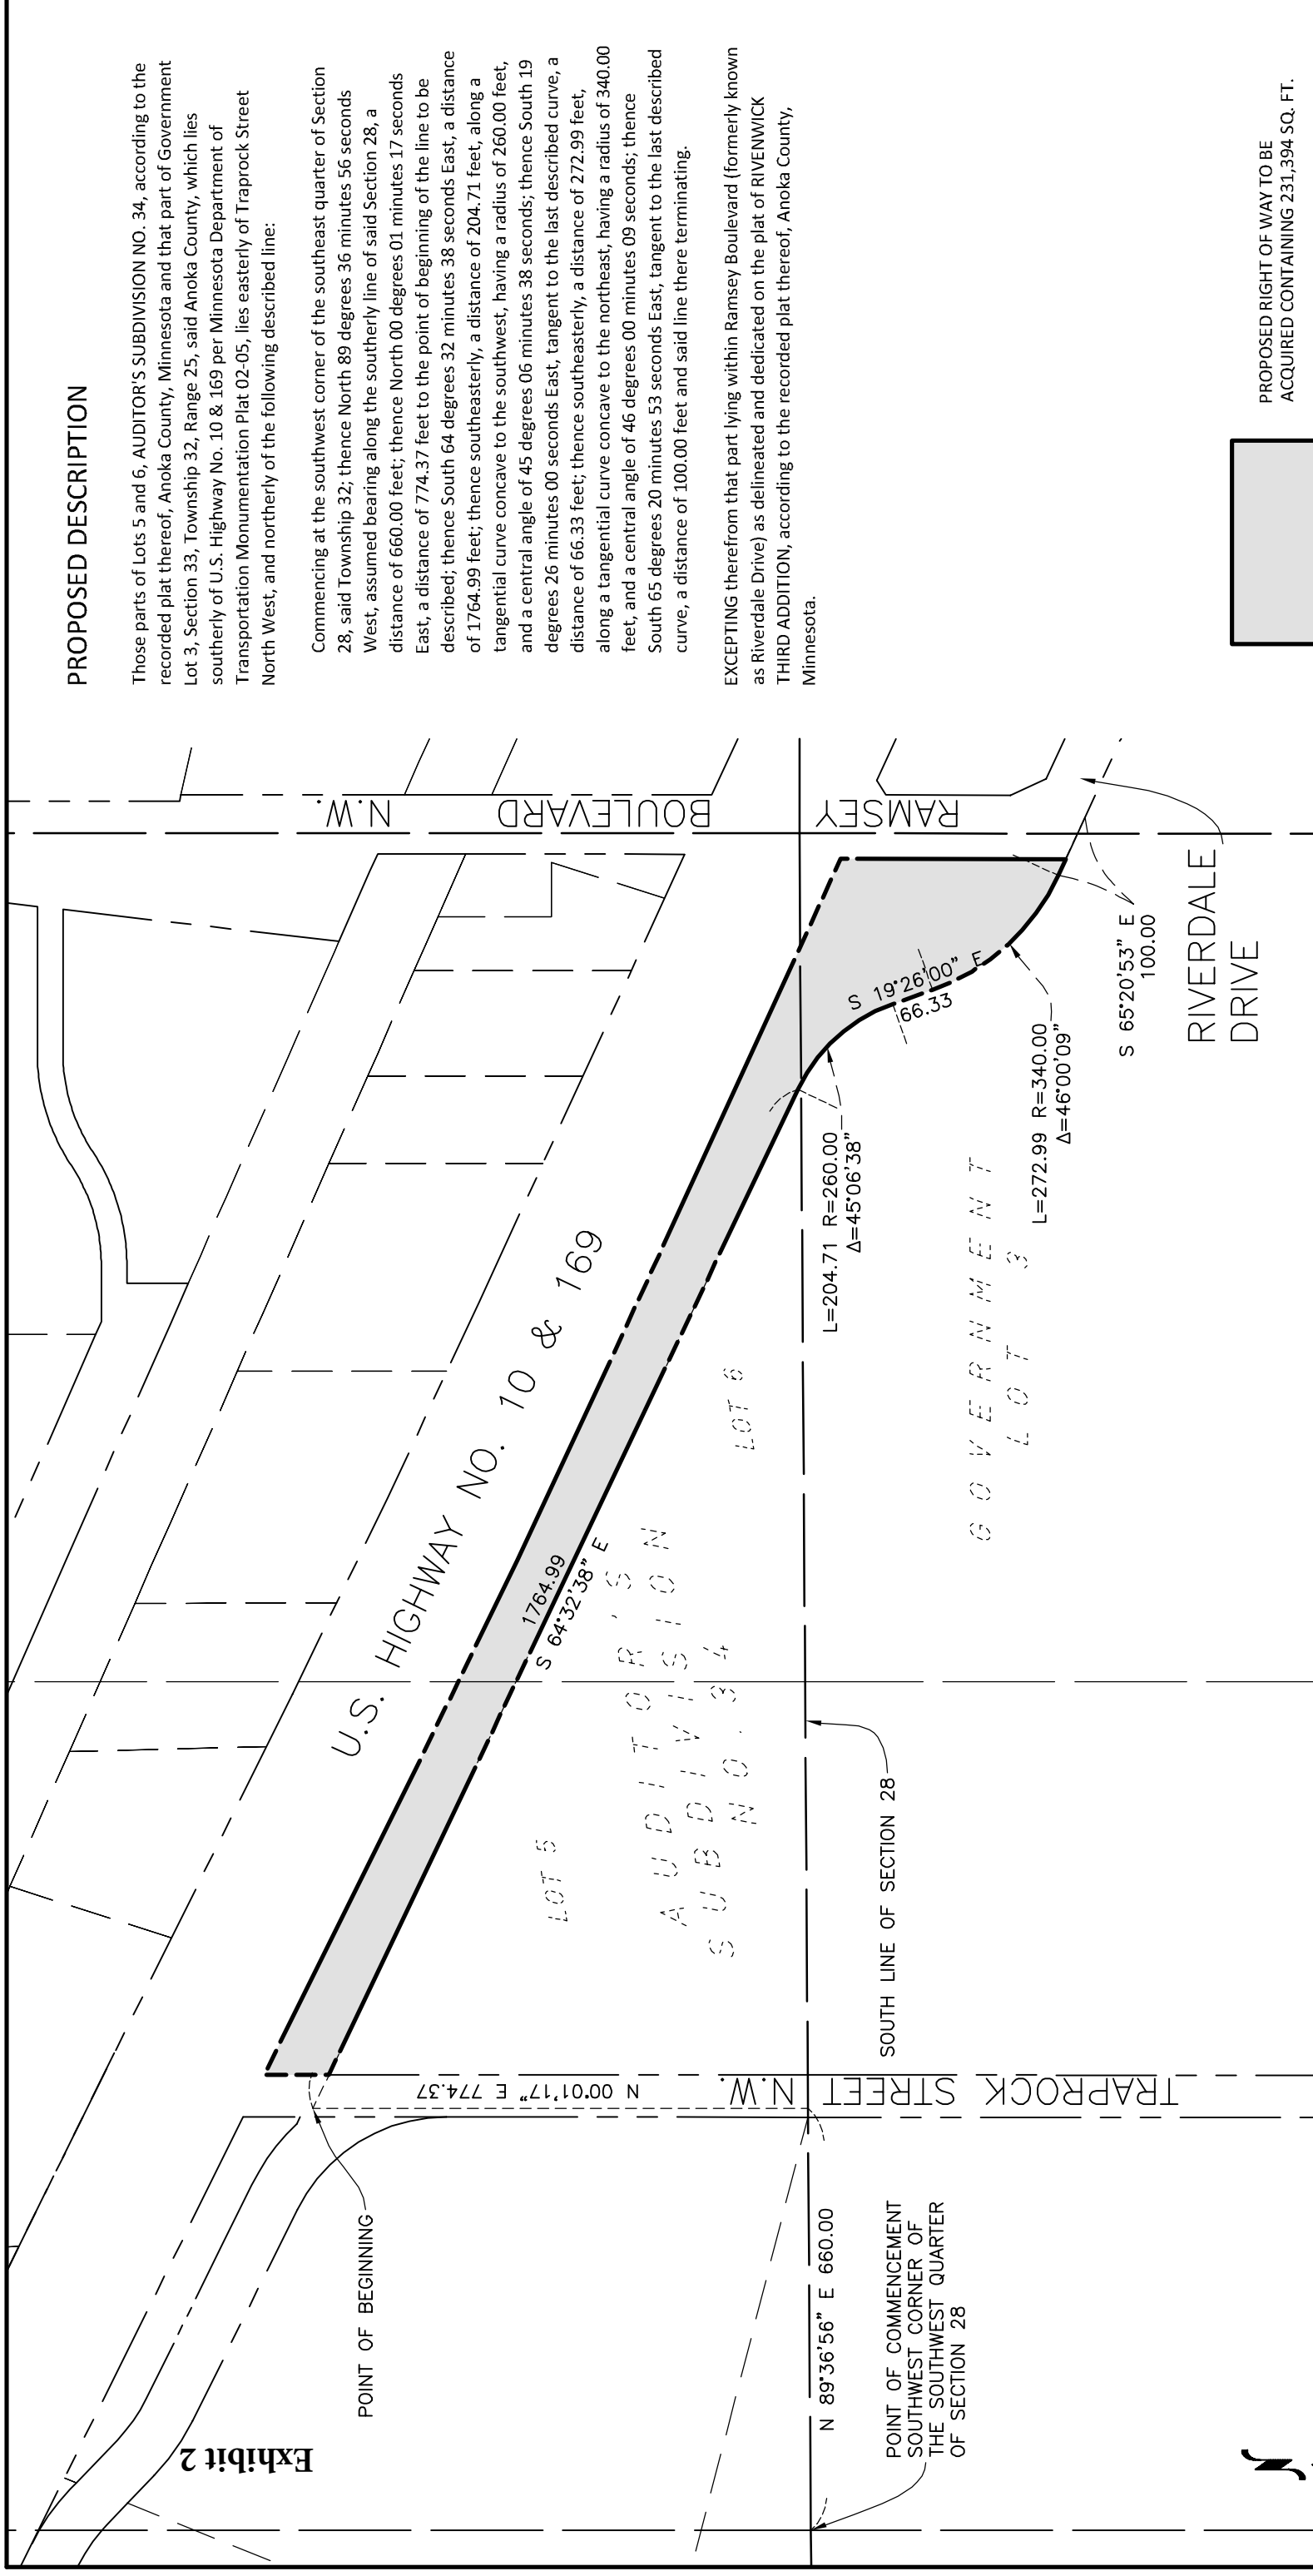 PROPOSED DESCRIPTION
Those parts of Lots 5 and 6, AUDITOR'S SUBDIVISION NO. 34, according to the
recorded plat thereof, Anoka County, Minnesota and that part of Government
Lot 3, Section 33, Township 32, Range 25, said Anoka County, which lies
southerly of U.S. Highway No. 10 & 169 per Minnesota Department of
Transportation Monumentation Plat 02-05, lies easterly of Traprock Street
North West, and northerly of the following described line:
Commencing at the southwest corner of the southeast quarter of Section
28, said Township 32; thence North 89 degrees 36 minutes 56 seconds
West, assumed bearing along the southerly line of said Section 28, a
distance of 660.00 feet; thence North 00 degrees 01 minutes 17 seconds
East, a distance of 774.37 feet to the point of beginning of the line to be
described; thence South 64 degrees 32 minutes 38 seconds East, a distance
of 1764.99 feet; thence southeasterly, a distance of 204.71 feet, along a
tangential curve concave to the southwest, having a radius of 260.00 feet,
and a central angle of 45 degrees 06 minutes 38 seconds; thence South 19
degrees 26 minutes 00 seconds East, tangent to the last described curve, a
distance of 66.33 feet; thence southeasterly, a distance of 272.99 feet,
along a tangential curve concave to the northeast, having a radius of 340.00
feet, and a central angle of 46 degrees 00 minutes 09 seconds; thence
South 65 degrees 20 minutes 53 seconds East, tangent to the last described
curve, a distance of 100.00 feet and said line there terminating.
EXCEPTING therefrom that part lying within Ramsey Boulevard (formerly known
as Riverdale Drive) as delineated and dedicated on the plat of RIVENWICK
THIRD ADDITION, according to the recorded plat thereof, Anoka County,
Minnesota.
PROPOSED RIGHT OF WAY TO BE
ACQUIRED CONTAINING 231,394 SQ. FT.
RAMSEY
BOULEVARD
N.W.
RIVERDALE
DRIVE
S 65°20'53" E
100.00
S 19°26'00" E
66.33
L=272.99 R=340.00
Δ=46°00'09"
L=204.71 R=260.00
Δ=45°06'38"
GOVERNMENT
LOT 3
U.S. HIGHWAY NO. 10 & 169
LOT 6
1764.99
S 64°32'38" E
AUDITOR'S
SUBDIVISION
NO. 34
LOT 5
SOUTH LINE OF SECTION 28
N 00°01'17" E 774.37
TRAPROCK STREET N.W.
POINT OF BEGINNING
N 89°36'56" E 660.00
POINT OF COMMENCEMENT
SOUTHWEST CORNER OF
THE SOUTHWEST QUARTER
OF SECTION 28
Exhibit 2
N